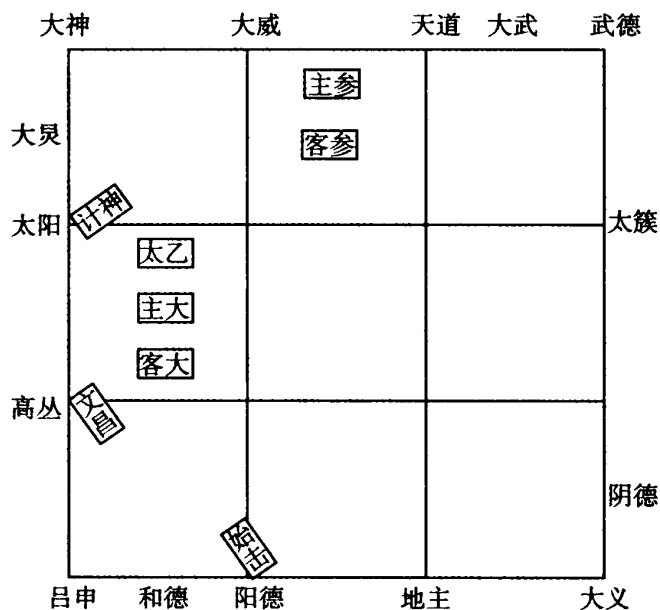 大神 大威 天道 大武 武德
主参
客参
大炅
计神
太阳 太簇
太乙
主大
客大
高丛
文昌
阴德
始击
吕申 和德 阳德 地主 大义